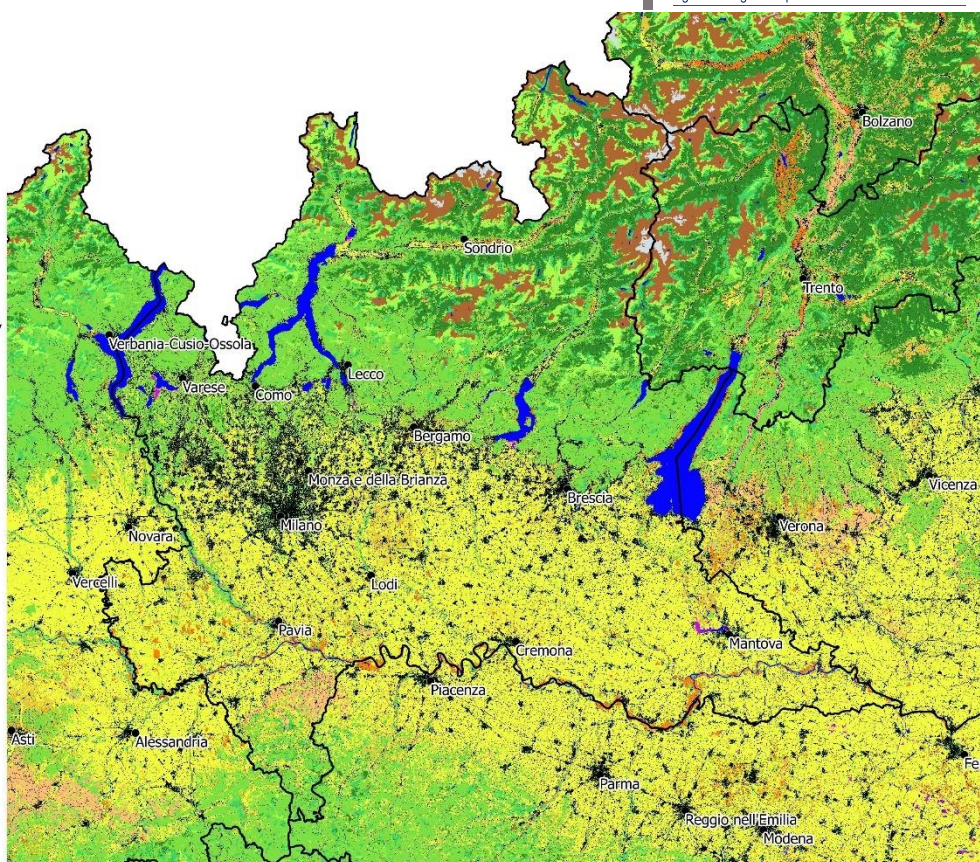 Bolzano
Sondrio
Trento
Verbania-Cusio-Ossola
Lecco
Varese
Como
Bergamo
Monza e della Brianza
Brescia
Vicenza
Milano
Verona
Novara
Vercelli
Lodi
Pavia
Mantova
Cremona
Piacenza
Asti
Alessandria
Fe
Parma
Reggio nell'Emilia
Modena